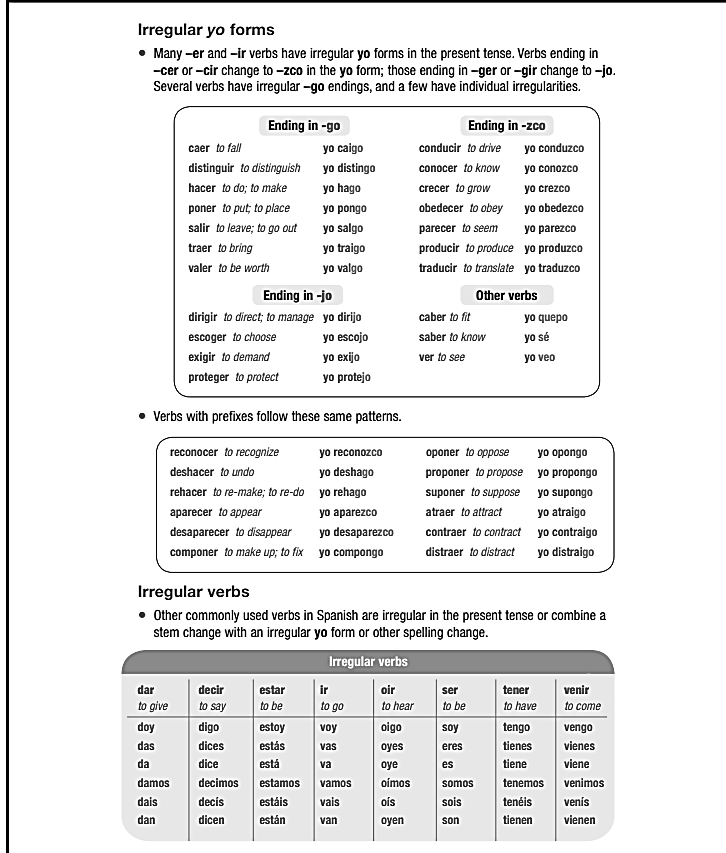 Irregular yo forms
• Many –er and –ir verbs have irregular yo forms in the present tense. Verbs ending in
–cer or –cir change to –zco in the yo form; those ending in –ger or –gir change to –jo.
Several verbs have irregular –go endings, and a few have individual irregularities.
Ending in -go Ending in -zco
caer to fall yo caigo conducir to drive yo conduzco
distinguir to distinguish yo distingo conocer to know yo conozco
hacer to do; to make yo hago crecer to grow yo crezco
poner to put; to place yo pongo obedecer to obey yo obedezco
salir to leave; to go out yo salgo parecer to seem yo parezco
traer to bring yo traigo producir to produce yo produzco
valer to be worth yo valgo traducir to translate yo traduzco
Ending in -jo Other verbs
dirigir to direct; to manage yo dirijo caber to fit yo quepo
escoger to choose yo escojo saber to know yo sé
exigir to demand yo exijo ver to see yo veo
proteger to protect yo protejo
• Verbs with prefixes follow these same patterns.
reconocer to recognize yo reconozco oponer to oppose yo opongo
deshacer to undo yo deshago proponer to propose yo propongo
rehacer to re-make; to re-do yo rehago suponer to suppose yo supongo
aparecer to appear yo aparezco atraer to attract yo atraigo
desaparecer to disappear yo desaparezco contraer to contract yo contraigo
componer to make up; to fix yo compongo distraer to distract yo distraigo
Irregular verbs
• Other commonly used verbs in Spanish are irregular in the present tense or combine a
stem change with an irregular yo form or other spelling change.
Irregular verbs
dar decir estar ir oir ser tener venir
to give to say to be to go to hear to be to have to come
doy digo estoy voy oigo soy tengo vengo
das dices estás vas oyes eres tienes vienes
da dice está va oye es tiene viene
damos decimos estamos vamos oímos somos tenemos venimos
dais decís estáis vais oís sois tenéis venís
dan dicen están van oyen son tienen vienen